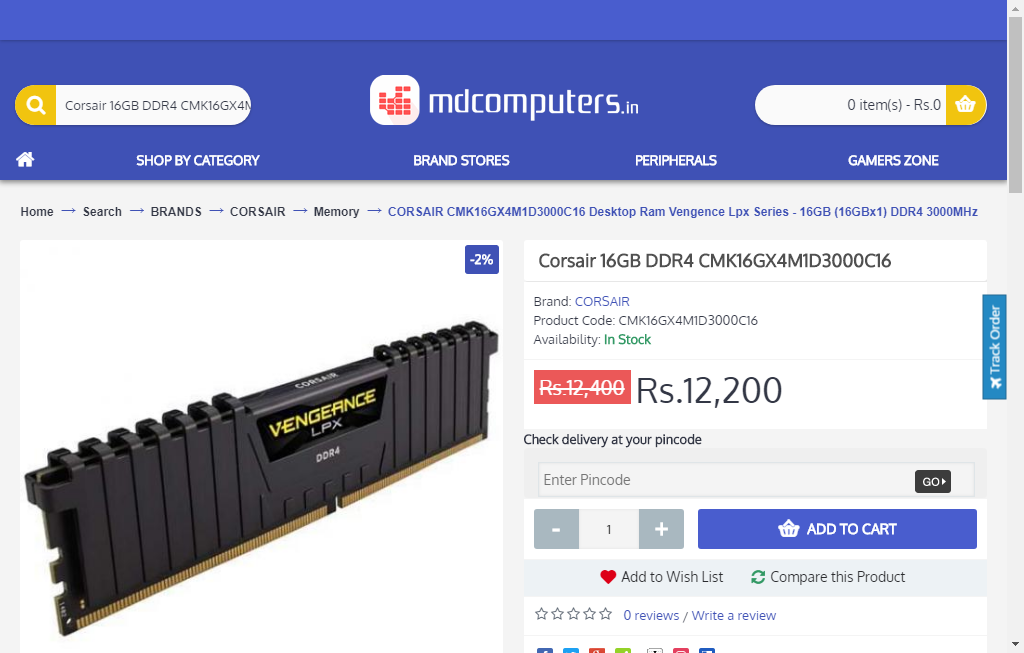 Corsair 16GB DDR4 CMK16GX4M
mdcomputers.in
0 item(s) - Rs.0
SHOP BY CATEGORY
BRAND STORES
PERIPHERALS
GAMERS ZONE
Home → Search → BRANDS → CORSAIR → Memory → CORSAIR CMK16GX4M1D3000C16 Desktop Ram Vengence Lpx Series - 16GB (16GBx1) DDR4 3000MHz
-2%
CORSAIR
VENGEANCE
LPX
DDR4
Corsair 16GB DDR4 CMK16GX4M1D3000C16
Brand: CORSAIR
Product Code: CMK16GX4M1D3000C16
Availability: In Stock
Rs.12,400 Rs.12,200
Track Order
Check delivery at your pincode
Enter Pincode
GO
- 1 +
ADD TO CART
Add to Wish List
Compare this Product
0 reviews / Write a review